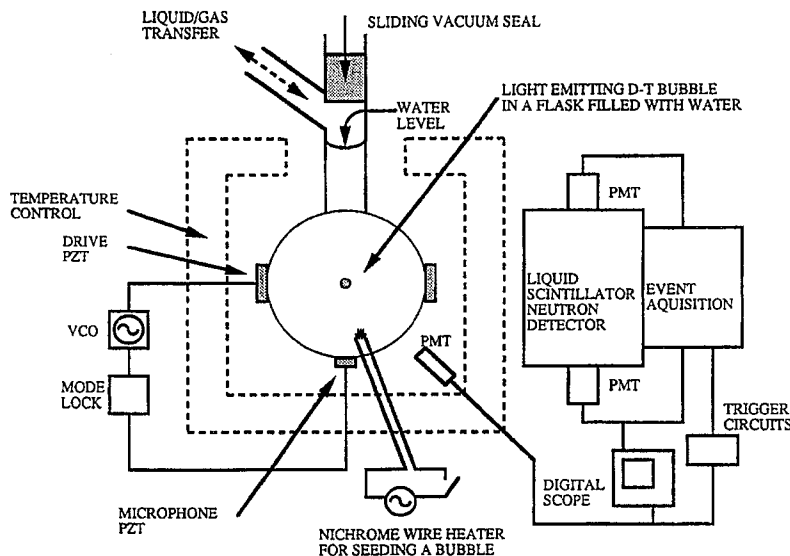 LIQUID/GAS
TRANSFER
SLIDING VACUUM SEAL
WATER
LEVEL
LIGHT EMITTING D-T BUBBLE
IN A FLASK FILLED WITH WATER
TEMPERATURE
CONTROL
DRIVE
PZT
VCO
MODE
LOCK
MICROPHONE
PZT
NICHROME WIRE HEATER
FOR SEEDING A BUBBLE
PMT
PMT
LIQUID
SCINTILLATOR
NEUTRON
DETECTOR
EVENT
AQUISITION
PMT
TRIGGER
CIRCUITS
DIGITAL
SCOPE